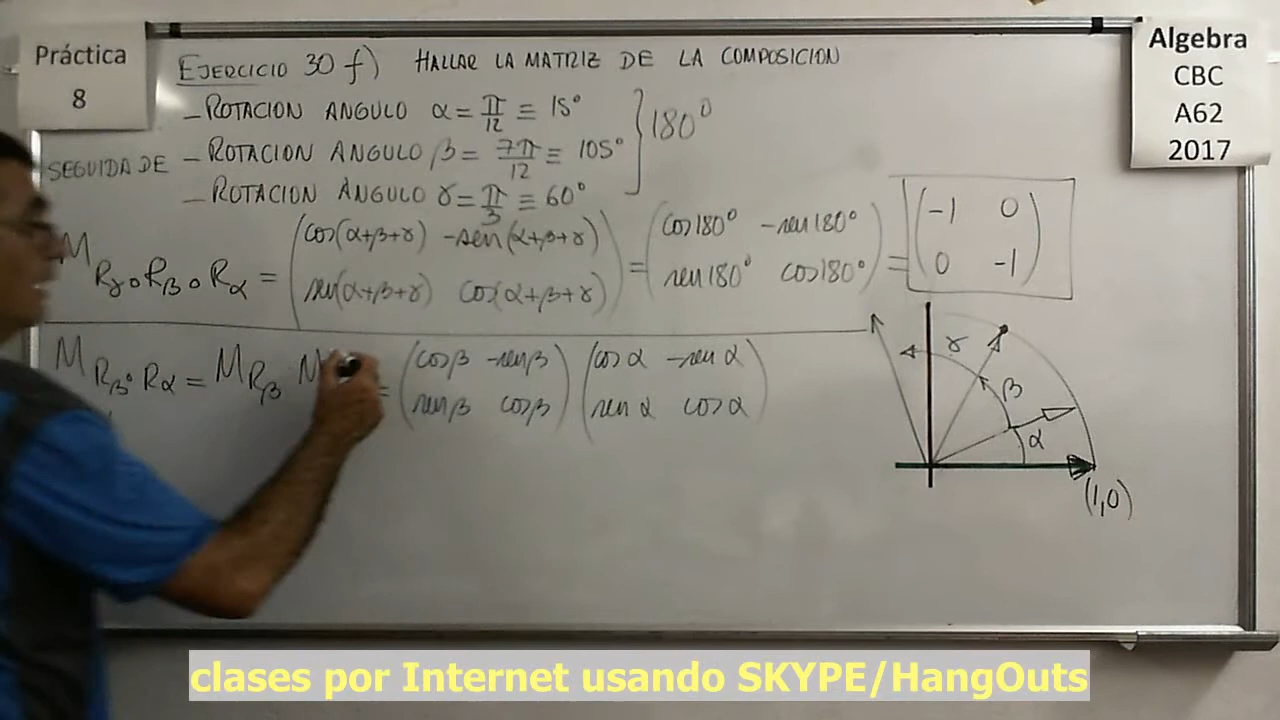 Práctica
8
EJERCICIO 30 f) HALLAR LA MATRIZ DE LA COMPOSICION
Algebra
CBC
A62
2017
- ROTACION ANGULO α = π/12 ≡ 15°
SEGUIDA DE - ROTACION ANGULO β = 7π/12 ≡ 105° } 180°
- ROTACION ANGULO γ = π/3 ≡ 60°
M Rγ o Rβ o Rα = (cos(α+β+γ) -sen(α+β+γ) sen(α+β+γ) cos(α+β+γ)) = (cos180° -sen180° sen180° cos180°) = (-1 0 0 -1)
M Rβ o Rα = M Rβ M = (cosβ -senβ senβ cosβ) (cosα -senα senα cosα)
γ
β
α
(1,0)
clases por Internet usando SKYPE/HangOuts